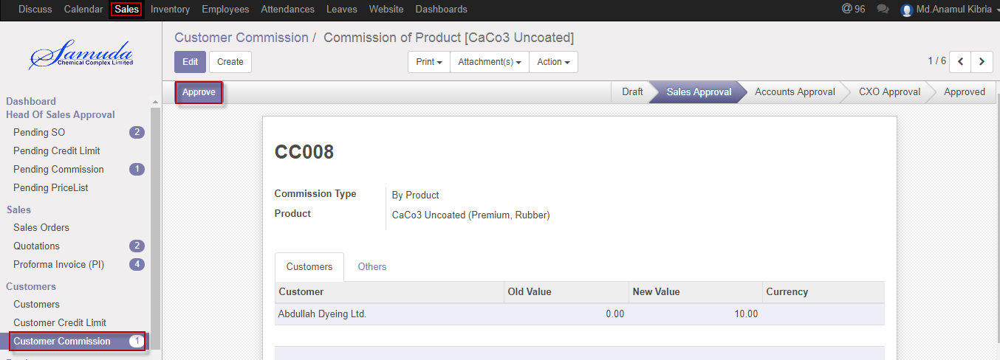 Discuss Calendar Sales Inventory Employees Attendances Leaves Website Dashboards @ 96 Md.Anamul Kibria
Samuda
Chemical Complex Limited
Customer Commission / Commission of Product [CaCo3 Uncoated]
Edit Create Print Attachment(s) Action 1 / 6
Approve Draft Sales Approval Accounts Approval CXO Approval Approved
Dashboard
Head Of Sales Approval
Pending SO 2
Pending Credit Limit
Pending Commission 1
Pending PriceList
Sales
Sales Orders
Quotations 2
Proforma Invoice (PI) 4
Customers
Customers
Customer Credit Limit
Customer Commission 1
CC008
Commission Type By Product
Product CaCo3 Uncoated (Premium, Rubber)
Customers Others
Customer Old Value New Value Currency
Abdullah Dyeing Ltd. 0.00 10.00